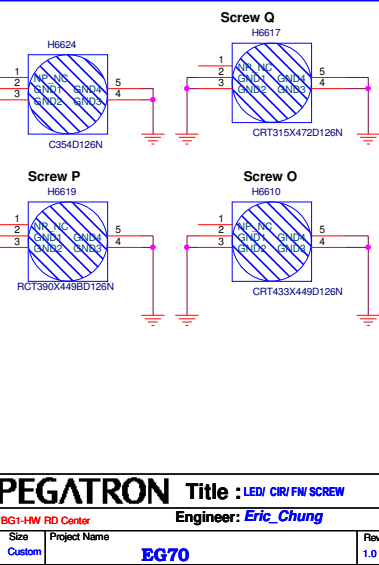 Screw Q
H6624
H6617
1
2
3
NP_NC
GND1
GND2
GND4
GND3
5
4
C354D126N
1
2
3
NP_NC
GND1
GND2
GND4
GND3
5
4
CRT315X472D126N
Screw P
H6619
Screw O
H6610
1
2
3
NP_NC
GND1
GND2
GND4
GND3
5
4
RCT390X449BD126N
1
2
3
NP_NC
GND1
GND2
GND4
GND3
5
4
CRT433X449D126N
PEGATRON
Title : LED/ CIR/ FN/ SCREW
BG1-HW RD Center
Engineer: Eric_Chung
Size
Project Name
Rev
Custom
EG70
1.0